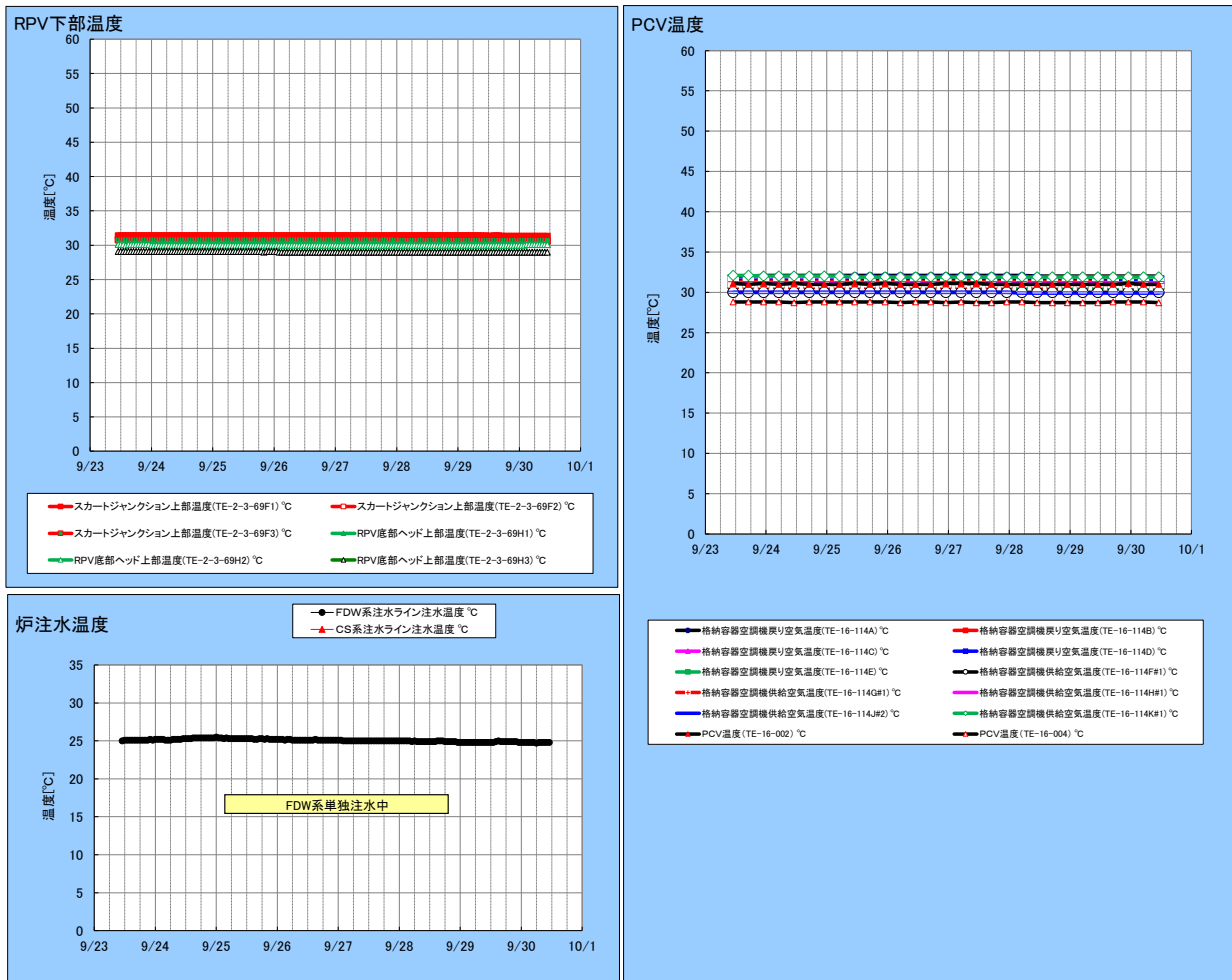 RPV下部温度
60
55
50
45
40
35
30
25
20
15
10
5
0
温度[℃]
9/23 9/24 9/25 9/26 9/27 9/28 9/29 9/30 10/1
スカートジャンクション上部温度(TE-2-3-69F1) ℃ スカートジャンクション上部温度(TE-2-3-69F2) ℃
スカートジャンクション上部温度(TE-2-3-69F3) ℃ RPV底部ヘッド上部温度(TE-2-3-69H1) ℃
RPV底部ヘッド上部温度(TE-2-3-69H2) ℃ RPV底部ヘッド上部温度(TE-2-3-69H3) ℃
炉注水温度
FDW系注水ライン注水温度 ℃
CS系注水ライン注水温度 ℃
35
30
25
20
15
10
5
0
温度[℃]
FDW系単独注水中
9/23 9/24 9/25 9/26 9/27 9/28 9/29 9/30 10/1
PCV温度
60
55
50
45
40
35
30
25
20
15
10
5
0
温度[℃]
9/23 9/24 9/25 9/26 9/27 9/28 9/29 9/30 10/1
格納容器空調機戻り空気温度(TE-16-114A) ℃ 格納容器空調機戻り空気温度(TE-16-114B) ℃
格納容器空調機戻り空気温度(TE-16-114C) ℃ 格納容器空調機戻り空気温度(TE-16-114D) ℃
格納容器空調機戻り空気温度(TE-16-114E) ℃ 格納容器空調機供給空気温度(TE-16-114F#1) ℃
格納容器空調機供給空気温度(TE-16-114G#1) ℃ 格納容器空調機供給空気温度(TE-16-114H#1) ℃
格納容器空調機供給空気温度(TE-16-114J#2) ℃ 格納容器空調機供給空気温度(TE-16-114K#1) ℃
PCV温度(TE-16-002) ℃ PCV温度(TE-16-004) ℃